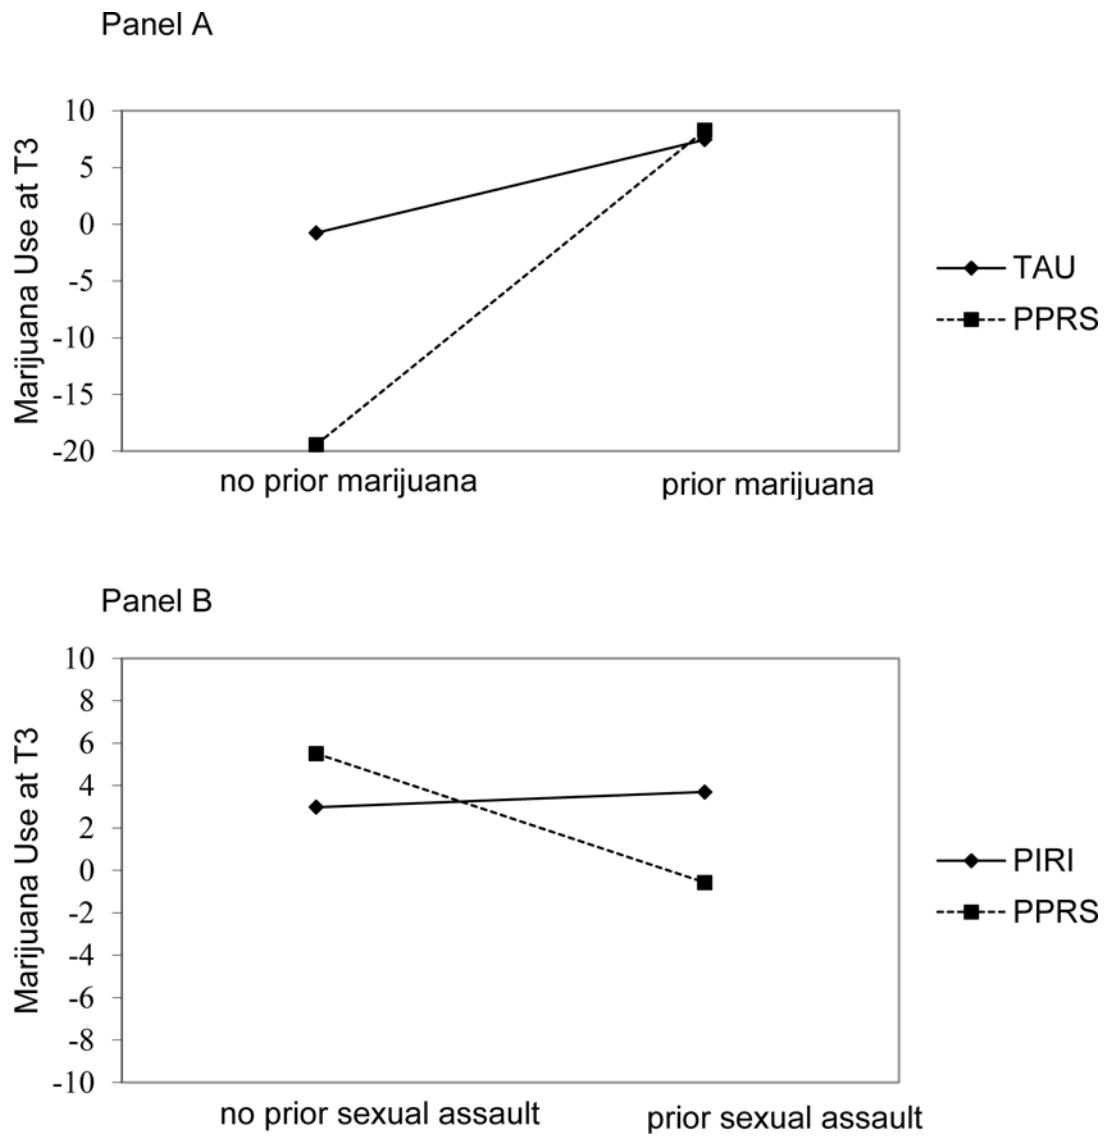 Panel A
Marijuana Use at T3
10
5
0
-5
-10
-15
-20
no prior marijuana
prior marijuana
TAU
PPRS
Panel B
Marijuana Use at T3
10
8
6
4
2
0
-2
-4
-6
-8
-10
no prior sexual assault
prior sexual assault
PIRI
PPRS